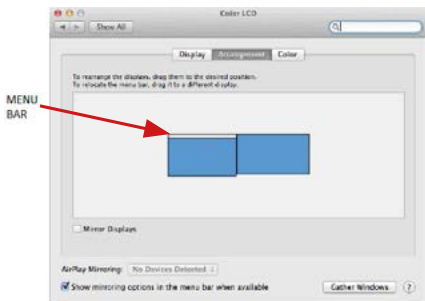 Color LCD
Show All
Display Arrangement Color
To rearrange the displays, drag them to the desired position.
To relocate the menu bar, drag it to a different display.
MENU
BAR
Mirror Displays
AirPlay Mirroring: No Devices Detected
Show mirroring options in the menu bar when available
Gather Windows ?